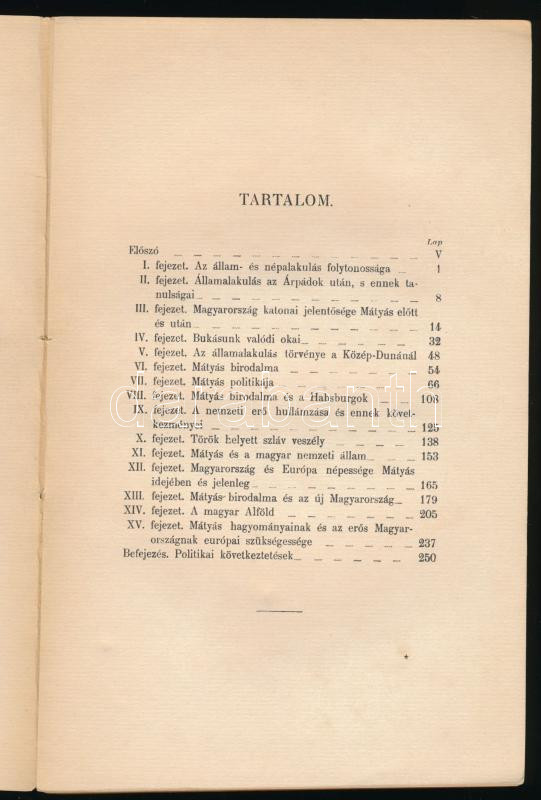 TARTALOM.
Lap
Előszó V
I. fejezet. Az állam- és népalakulás folytonossága 1
II. fejezet. Államalakulás az Árpádok után, s ennek ta-
nulságai 8
III. fejezet. Magyarország katonai jelentősége Mátyás előtt
és után 14
IV. fejezet. Bukásunk valódi okai 32
V. fejezet. Az államalakulás törvénye a Közép-Dunánál 48
VI. fejezet. Mátyás birodalma 54
VII. fejezet. Mátyás politikája 66
VIII. fejezet. Mátyás birodalma és a Habsburgok 108
IX. fejezet. A nemzeti erő hullámzása és ennek követ-
kezményei 125
X. fejezet. Török helyett szláv veszély 138
XI. fejezet. Mátyás és a magyar nemzeti állam 153
XII. fejezet. Magyarország és Európa népessége Mátyás
idejében és jelenleg 165
XIII. fejezet. Mátyás birodalma és az új Magyarország 179
XIV. fejezet. A magyar Alföld 205
XV. fejezet. Mátyás hagyományainak és az erős Magyar-
országnak európai szükségessége 237
Befejezés. Politikai következtetések 250
darabanth